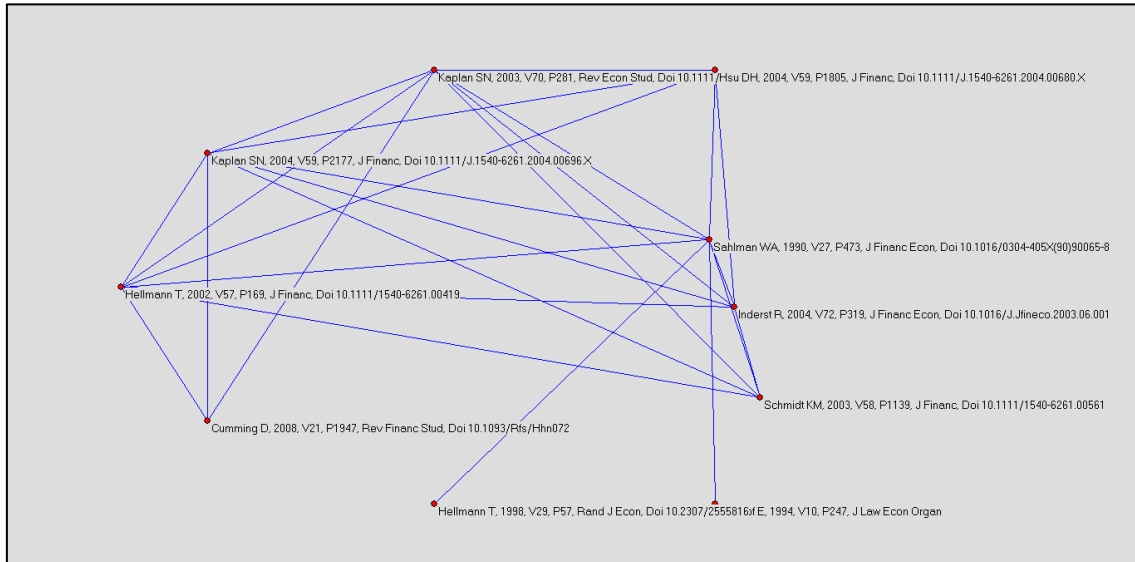 Kaplan SN, 2003, V70, P281, Rev Econ Stud, Doi 10.1111/Hsu DH, 2004, V59, P1805, J Financ, Doi 10.1111/J.1540-6261.2004.00680.X
Kaplan SN, 2004, V59, P2177, J Financ, Doi 10.1111/J.1540-6261.2004.00696.X
Sahlman WA, 1990, V27, P473, J Financ Econ, Doi 10.1016/0304-405X(90)90065-8
Hellmann T, 2002, V57, P169, J Financ, Doi 10.1111/1540-6261.00419
Inderst R, 2004, V72, P319, J Financ Econ, Doi 10.1016/J.Jfineco.2003.06.001
Schmidt KM, 2003, V58, P1139, J Financ, Doi 10.1111/1540-6261.00561
Cumming D, 2008, V21, P1947, Rev Financ Stud, Doi 10.1093/Rfs/Hhn072
Hellmann T, 1998, V29, P57, Rand J Econ, Doi 10.2307/2555816 E, 1994, V10, P247, J Law Econ Organ